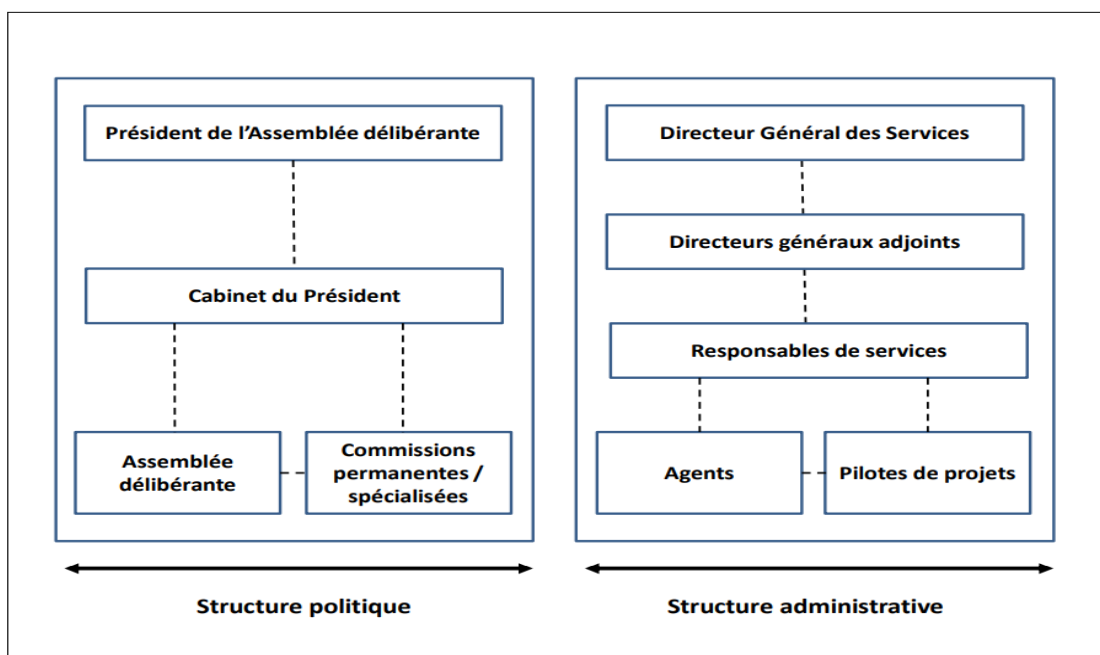 Président de l'Assemblée délibérante
Cabinet du Président
Assemblée
délibérante
Commissions
permanentes /
spécialisées
Structure politique
Directeur Général des Services
Directeurs généraux adjoints
Responsables de services
Agents
Pilotes de projets
Structure administrative